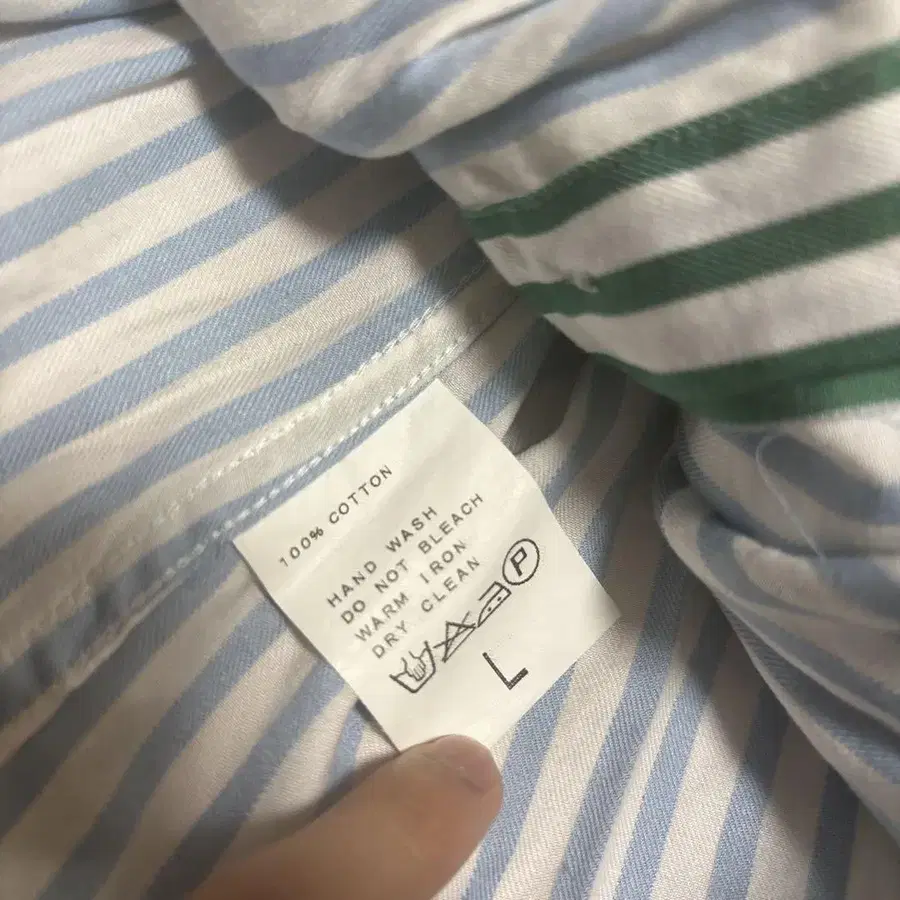 100% COTTON
HAND WASH
DO NOT BLEACH
WARM IRON
DRY CLEAN
P
L